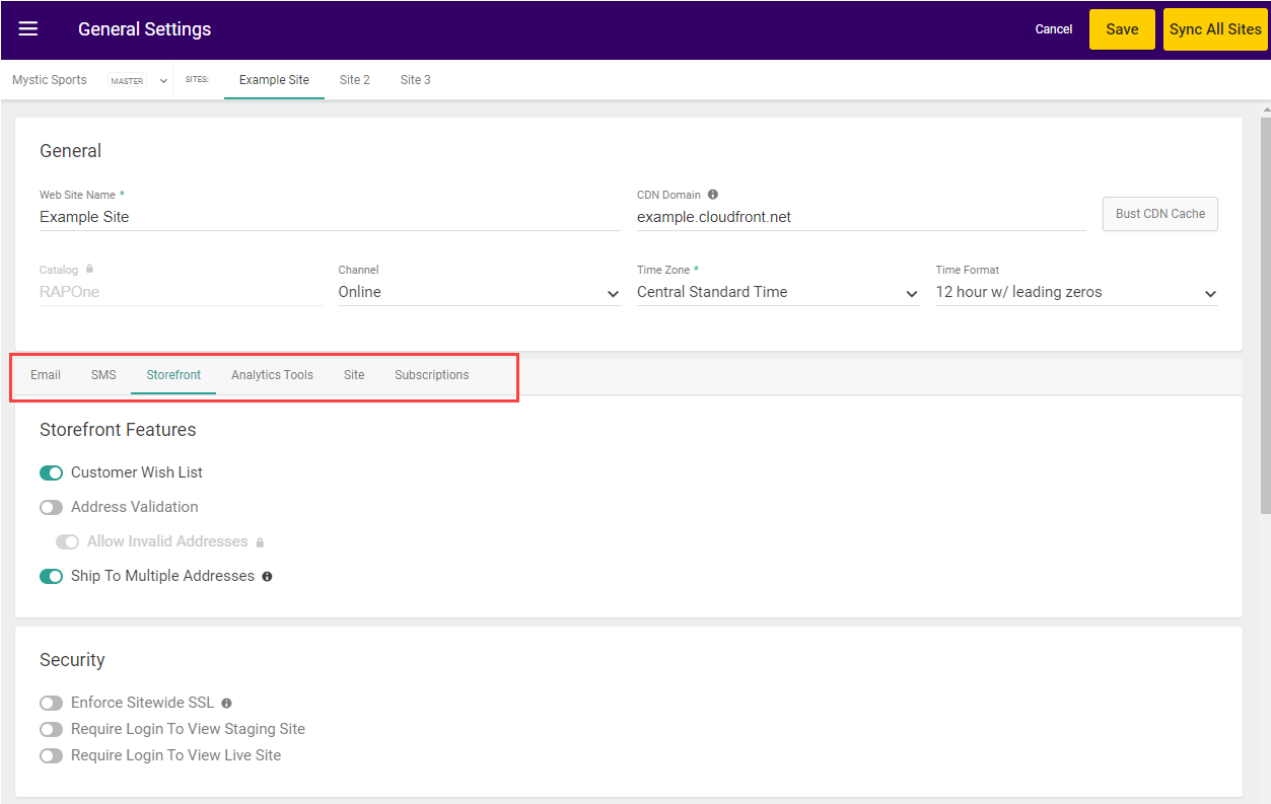 General Settings Cancel Save Sync All Sites
Mystic Sports MASTER SITES: Example Site Site 2 Site 3
General
Web Site Name * CDN Domain
Example Site example.cloudfront.net Bust CDN Cache
Catalog Channel Time Zone * Time Format
RAPOne Online Central Standard Time 12 hour w/ leading zeros
Email SMS Storefront Analytics Tools Site Subscriptions
Storefront Features
Customer Wish List
Address Validation
Allow Invalid Addresses
Ship To Multiple Addresses
Security
Enforce Sitewide SSL
Require Login To View Staging Site
Require Login To View Live Site